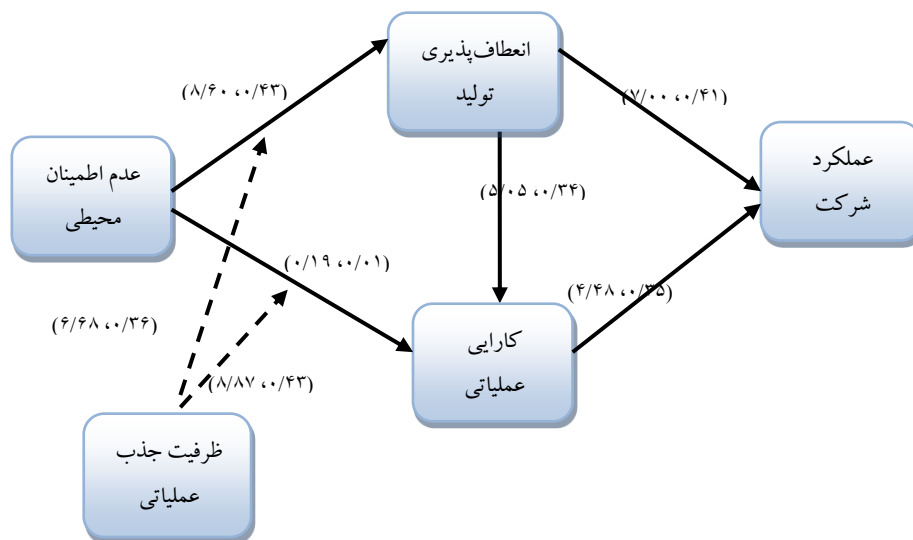 انعطاف‌پذیری
تولید
(۰/۴۳، ۸/۶۰)
(۰/۴۱، ۷/۰۰)
عملکرد
شرکت
عدم اطمینان
محیطی
(۰/۳۴، ۵/۰۵)
(۰/۰۱، ۰/۱۹)
(۰/۳۵، ۴/۴۸)
(۰/۳۶، ۶/۶۸)
کارایی
عملیاتی
(۰/۴۳، ۸/۸۷)
ظرفیت جذب
عملیاتی